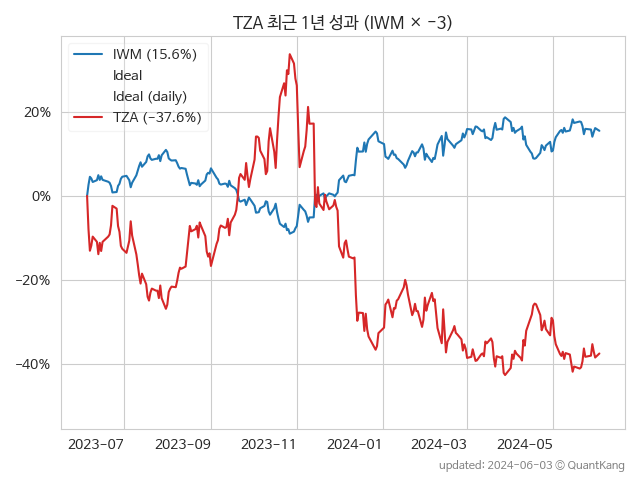 TZA 최근 1년 성과 (IWM × −3)
IWM (15.6%)
Ideal
Ideal (daily)
TZA (−37.6%)
20%
0%
−20%
−40%
2023−07
2023−09
2023−11
2024−01
2024−03
2024−05
updated: 2024-06-03 © QuantKang